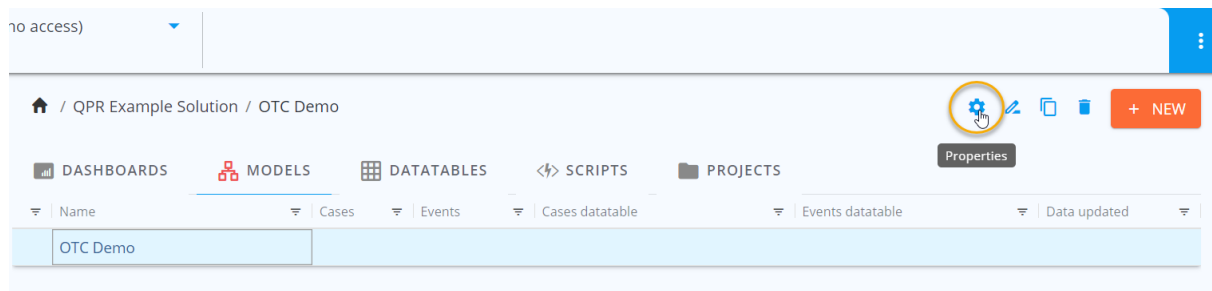 no access)
/ QPR Example Solution / OTC Demo
+ NEW
Properties
DASHBOARDS MODELS DATATABLES SCRIPTS PROJECTS
Name Cases Events Cases datatable Events datatable Data updated
OTC Demo